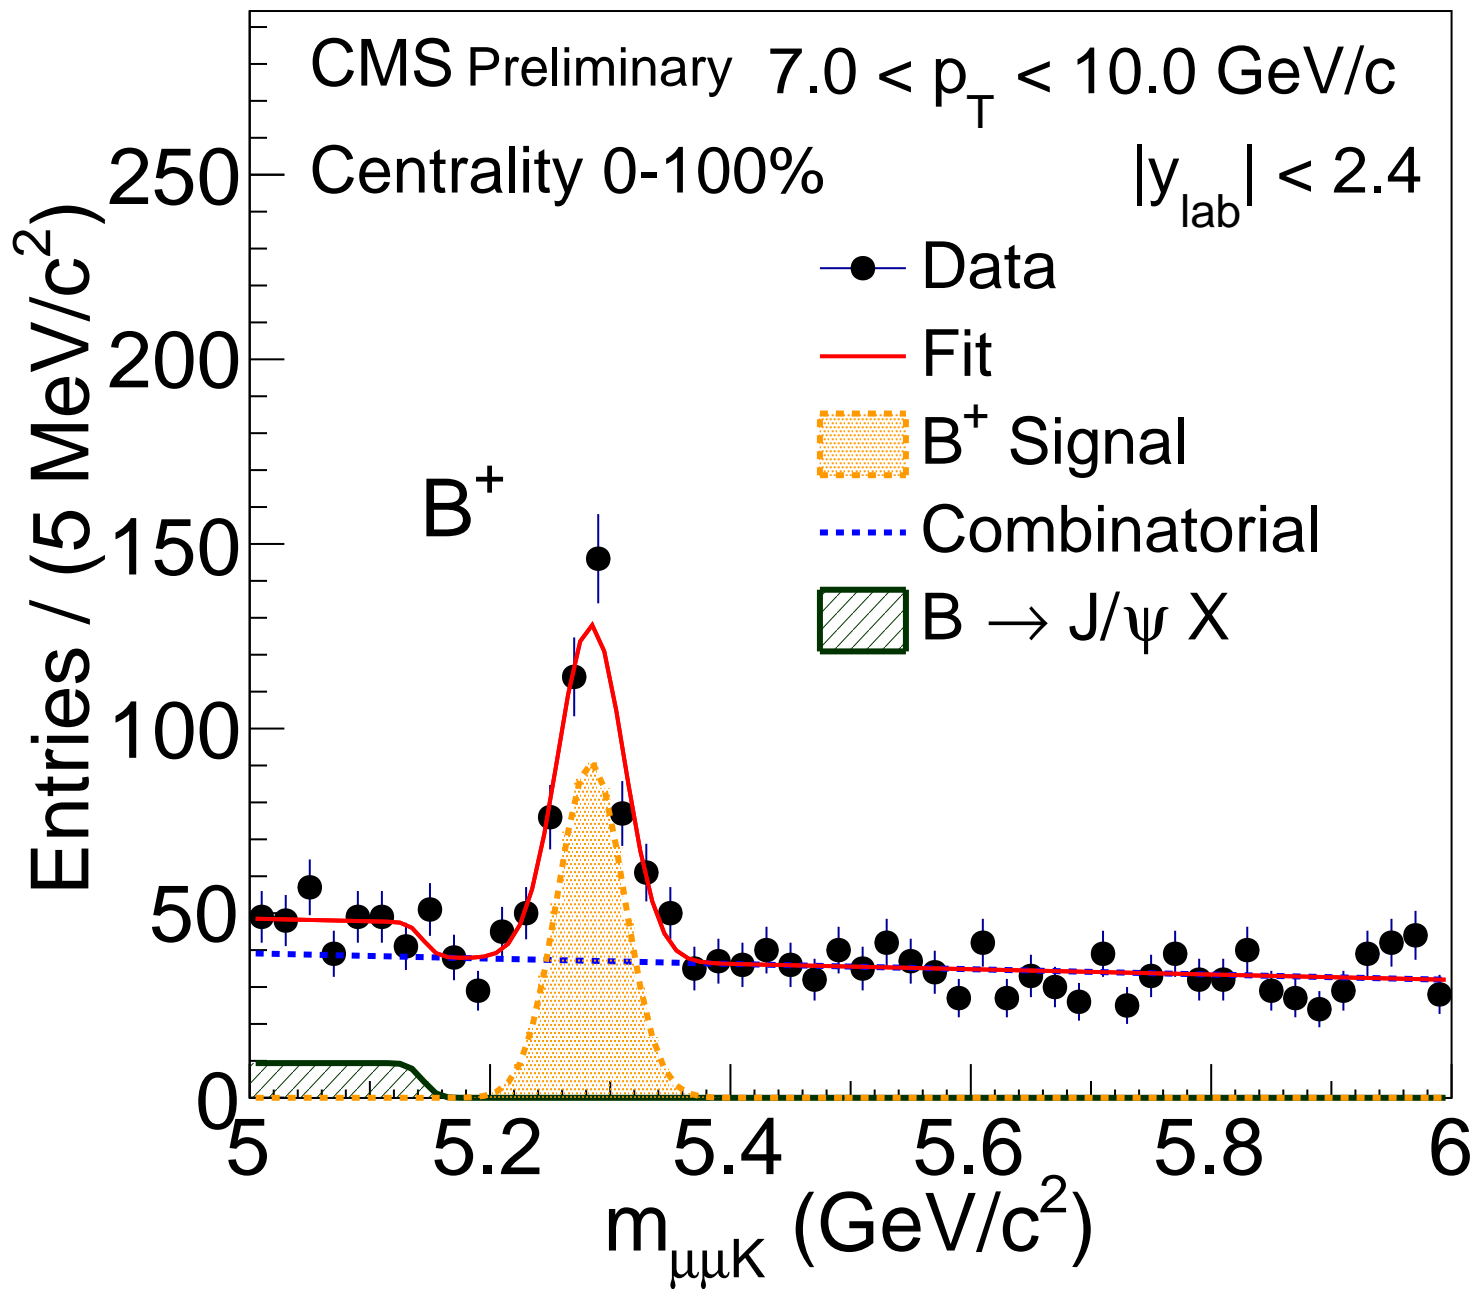 CMS Preliminary 7.0 < p_T < 10.0 GeV/c
Centrality 0-100% |y_lab| < 2.4
Data
Fit
B⁺ Signal
Combinatorial
B → J/ψ X
B⁺
Entries / (5 MeV/c²)
250
200
150
100
50
0
5 5.2 5.4 5.6 5.8 6
m_μμK (GeV/c²)